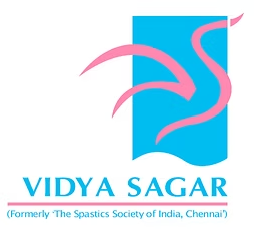 VIDYA SAGAR
(Formerly ‘The Spastics Society of India, Chennai’)